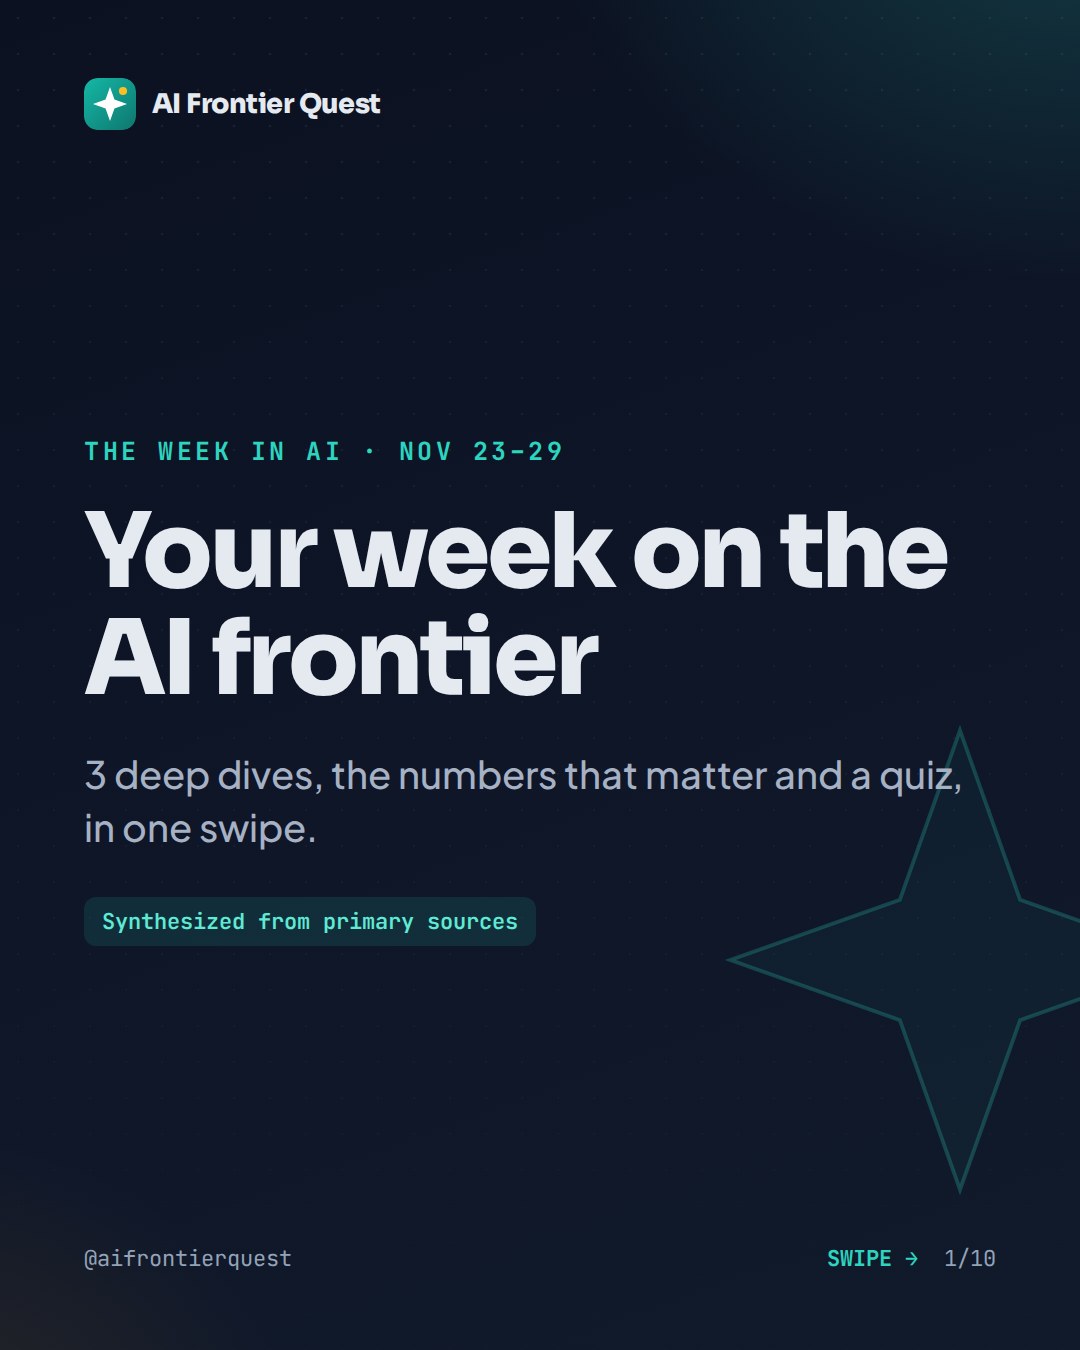 AI Frontier Quest
THE WEEK IN AI · NOV 23–29
Your week on the
AI frontier
3 deep dives, the numbers that matter and a quiz,
in one swipe.
Synthesized from primary sources
@aifrontierquest
SWIPE → 1/10